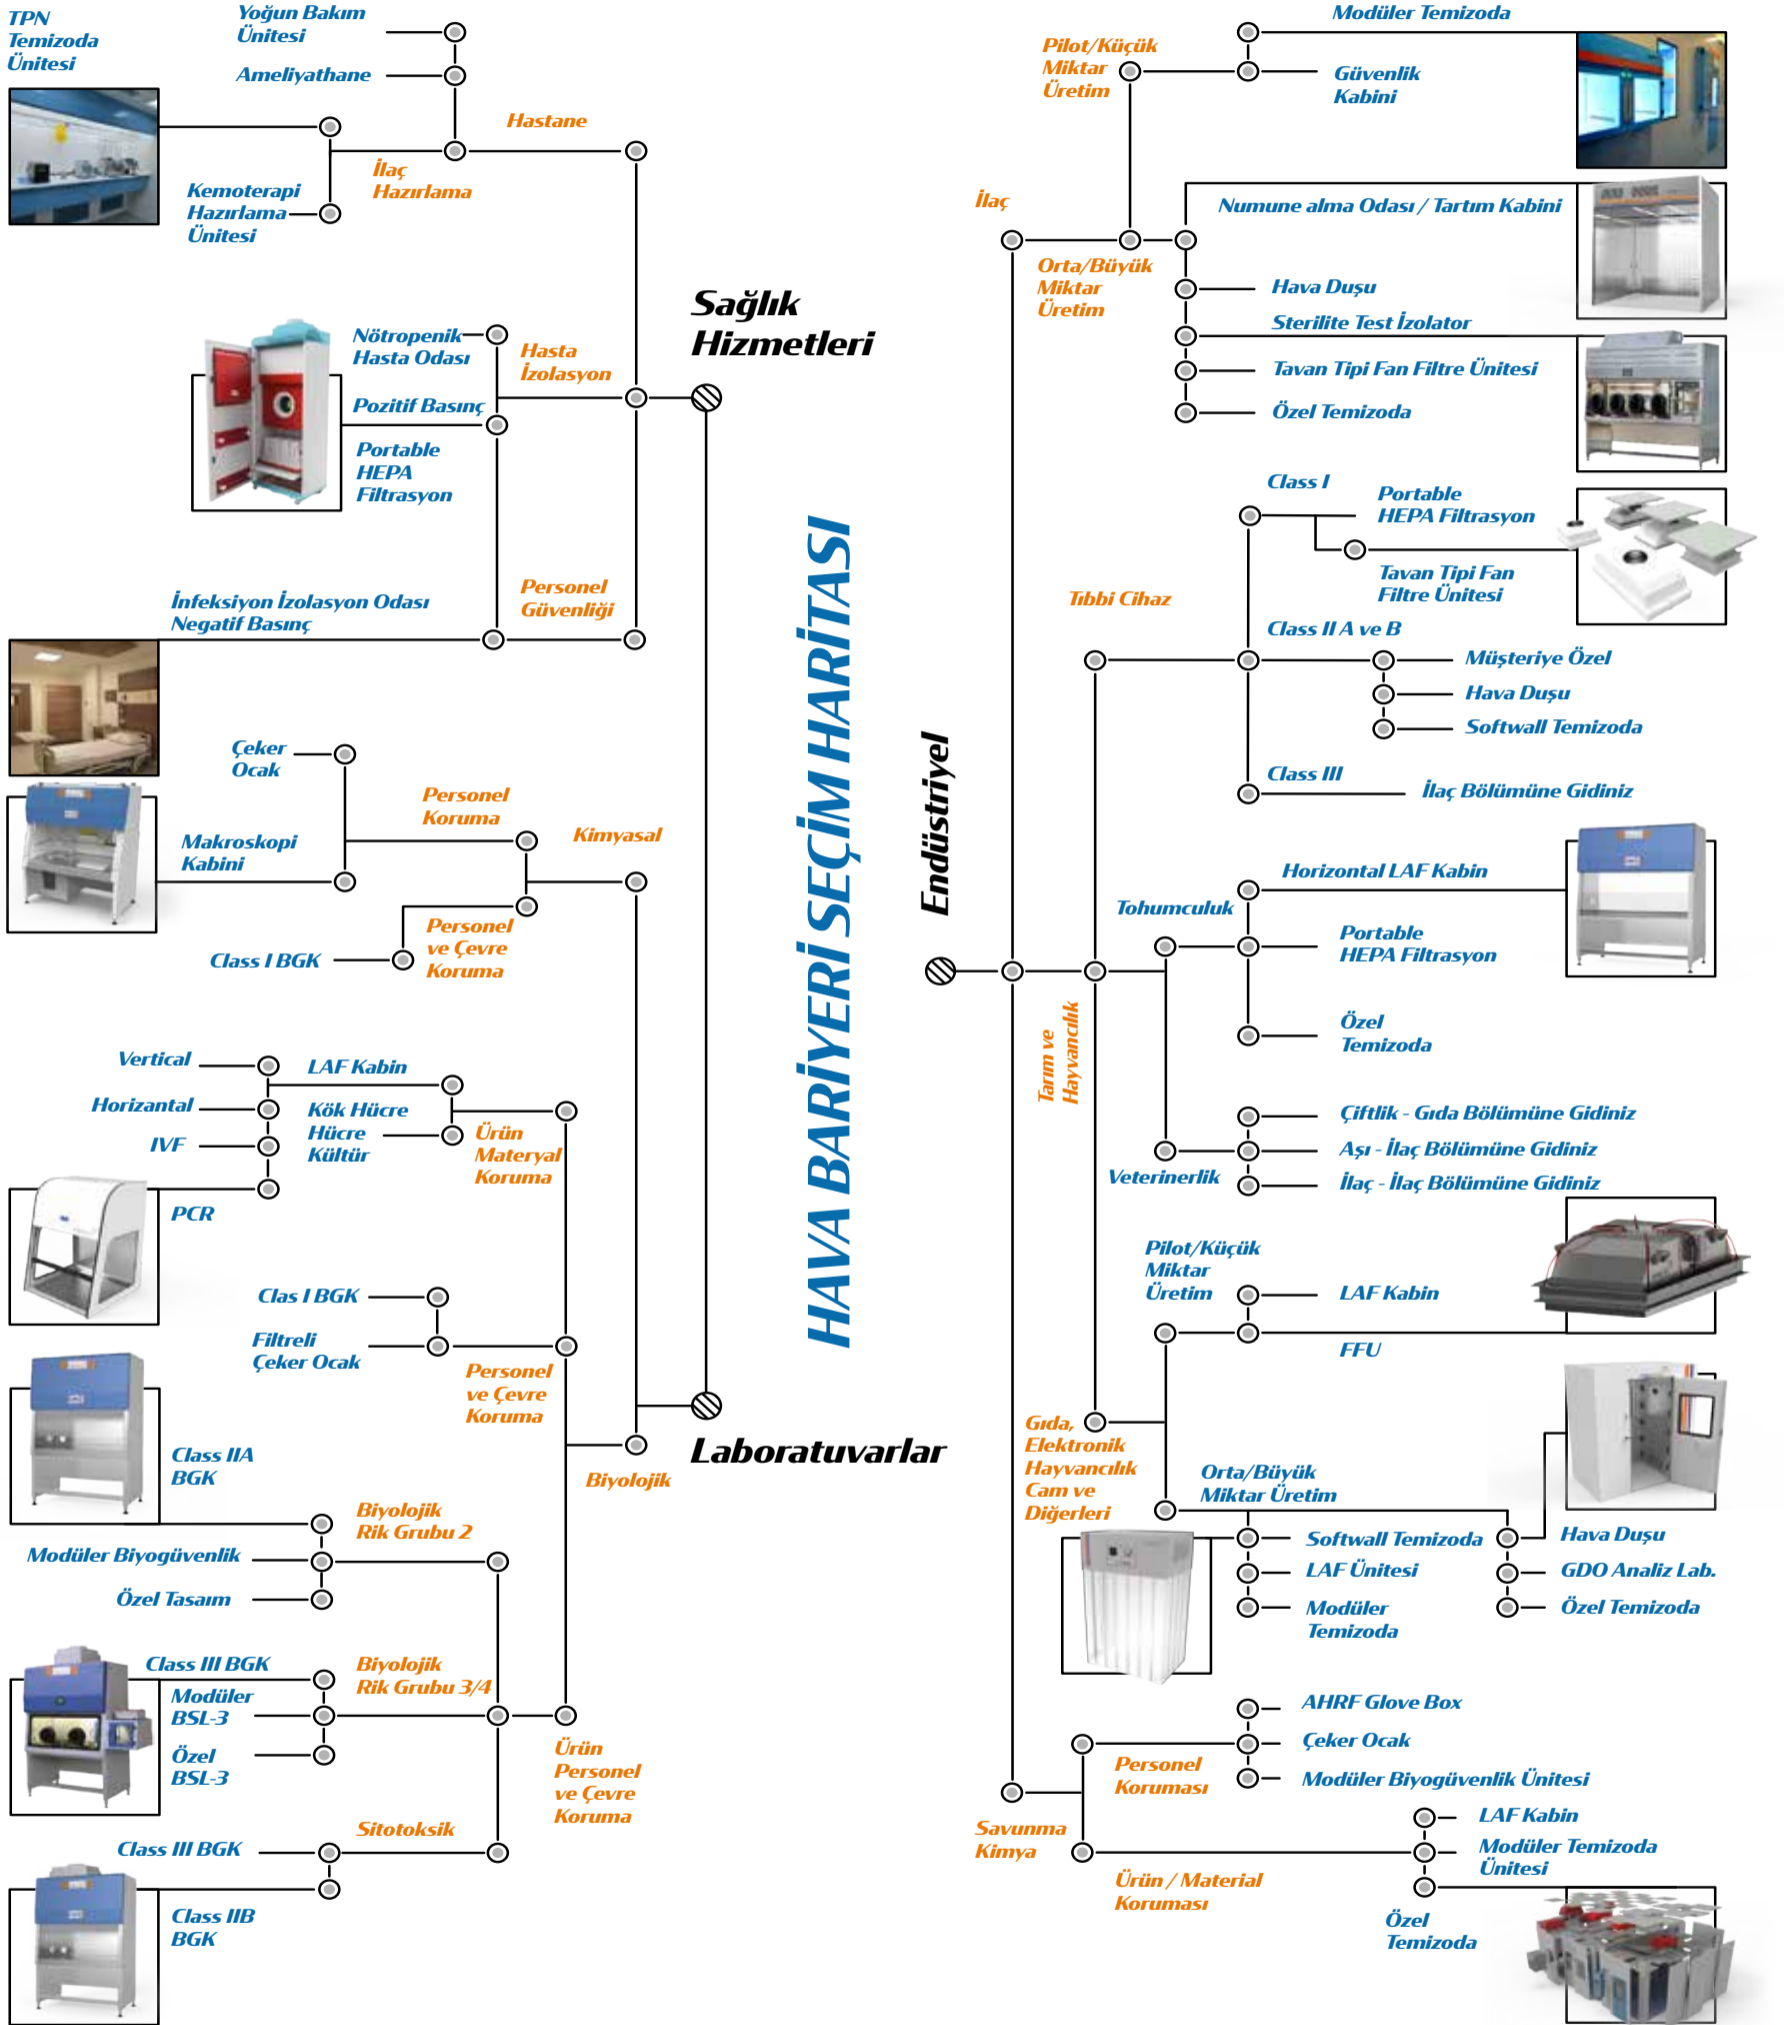 TPN
Temizoda
Ünitesi
Yoğun Bakım
Ünitesi
Ameliyathane
Hastane
İlaç
Hazırlama
Kemoterapi
Hazırlama
Ünitesi
Sağlık
Hizmetleri
Nötropenik
Hasta Odası
Hasta
İzolasyon
Pozitif Basınç
Portable
HEPA
Filtrasyon
Personel
Güvenliği
İnfeksiyon İzolasyon Odası
Negatif Basınç
Çeker
Ocak
Personel
Koruma
Kimyasal
Makroskopi
Kabini
Personel
ve Çevre
Koruma
Class I BGK
Vertical
LAF Kabin
Horizantal
Kök Hücre
Hücre
Kültür
IVF
Ürün
Materyal
Koruma
PCR
Clas I BGK
Filtreli
Çeker Ocak
Personel
ve Çevre
Koruma
Laboratuvarlar
Biyolojik
Class IIA
BGK
Biyolojik
Rik Grubu 2
Modüler Biyogüvenlik
Özel Tasaım
Class III BGK
Biyolojik
Rik Grubu 3/4
Modüler
BSL-3
Özel
BSL-3
Ürün
Personel
ve Çevre
Koruma
Sitotoksik
Class III BGK
Class IIB
BGK
HAVA BARİYERİ SEÇİM HARİTASI
Endüstriyel
Modüler Temizoda
Pilot/Küçük
Miktar
Üretim
Güvenlik
Kabini
İlaç
Numune alma Odası / Tartım Kabini
Orta/Büyük
Miktar
Üretim
Hava Duşu
Sterilite Test İzolator
Tavan Tipi Fan Filtre Ünitesi
Özel Temizoda
Class I
Portable
HEPA Filtrasyon
Tavan Tipi Fan
Filtre Ünitesi
Tıbbi Cihaz
Class II A ve B
Müşteriye Özel
Hava Duşu
Softwall Temizoda
Class III
İlaç Bölümüne Gidiniz
Horizontal LAF Kabin
Tohumculuk
Portable
HEPA Filtrasyon
Özel
Temizoda
Tarım ve
Hayvancılık
Çiftlik - Gıda Bölümüne Gidiniz
Aşı - İlaç Bölümüne Gidiniz
Veterinerlik
İlaç - İlaç Bölümüne Gidiniz
Pilot/Küçük
Miktar
Üretim
LAF Kabin
FFU
Gıda,
Elektronik
Hayvancılık
Cam ve
Diğerleri
Orta/Büyük
Miktar Üretim
Softwall Temizoda
LAF Ünitesi
Modüler
Temizoda
Hava Duşu
GDO Analiz Lab.
Özel Temizoda
AHRF Glove Box
Çeker Ocak
Personel
Koruması
Modüler Biyogüvenlik Ünitesi
Savunma
Kimya
LAF Kabin
Modüler Temizoda
Ünitesi
Ürün / Material
Koruması
Özel
Temizoda